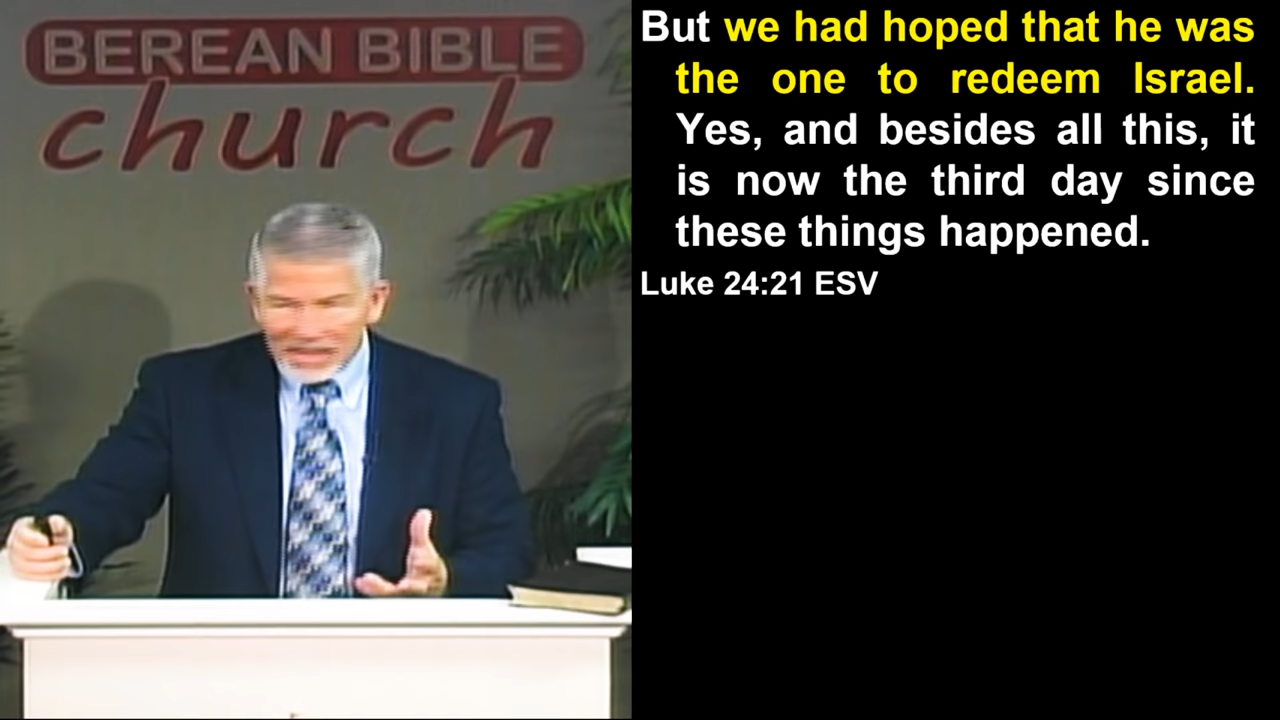 BEREAN BIBLE
church
But we had hoped that he was
the one to redeem Israel.
Yes, and besides all this, it
is now the third day since
these things happened.
Luke 24:21 ESV